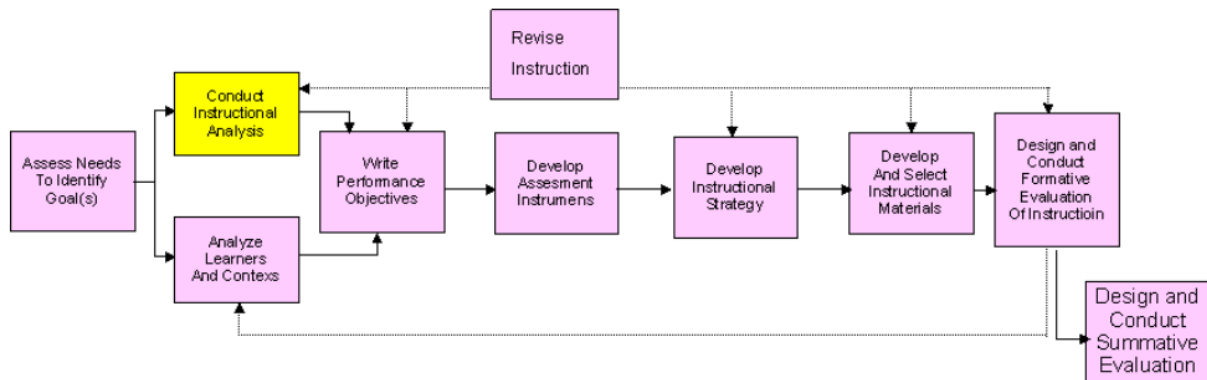 Revise
Instruction
Conduct
Instructional
Analysis
Assess Needs
To Identify
Goal(s)
Analyze
Learners
And Contexs
Write
Performance
Objectives
Develop
Assesment
Instrumens
Develop
Instructional
Strategy
Develop
And Select
Instructional
Materials
Design and
Conduct
Formative
Evaluation
Of Instructioin
Design and
Conduct
Summative
Evaluation